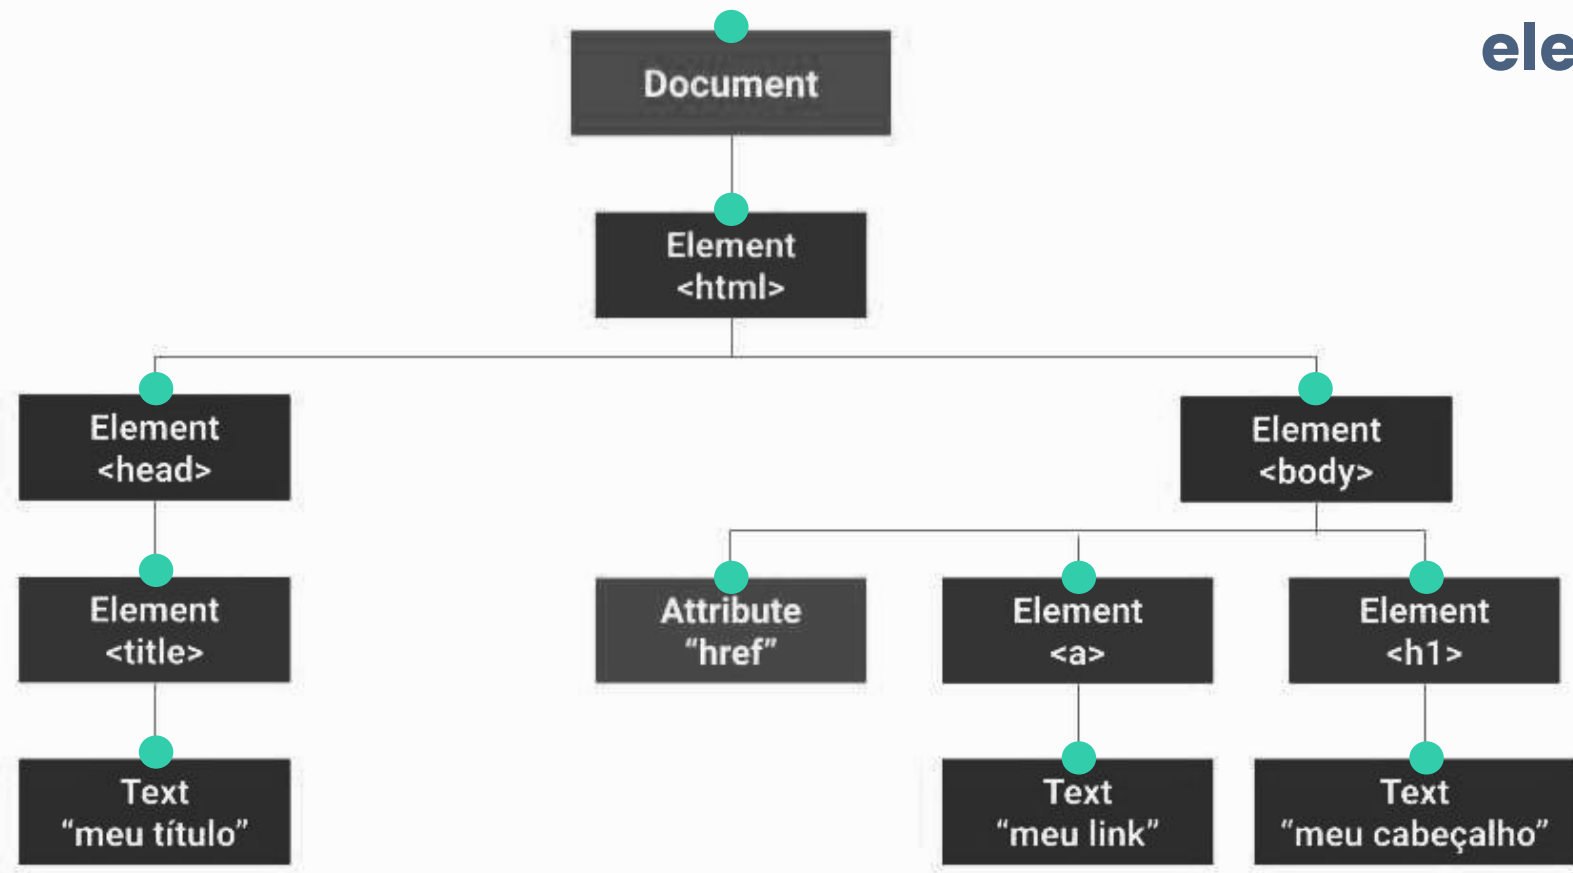 ele
Document
Element
<html>
Element
<head>
Element
<body>
Element
<title>
Attribute
“href”
Element
<a>
Element
<h1>
Text
“meu título”
Text
“meu link”
Text
“meu cabeçalho”